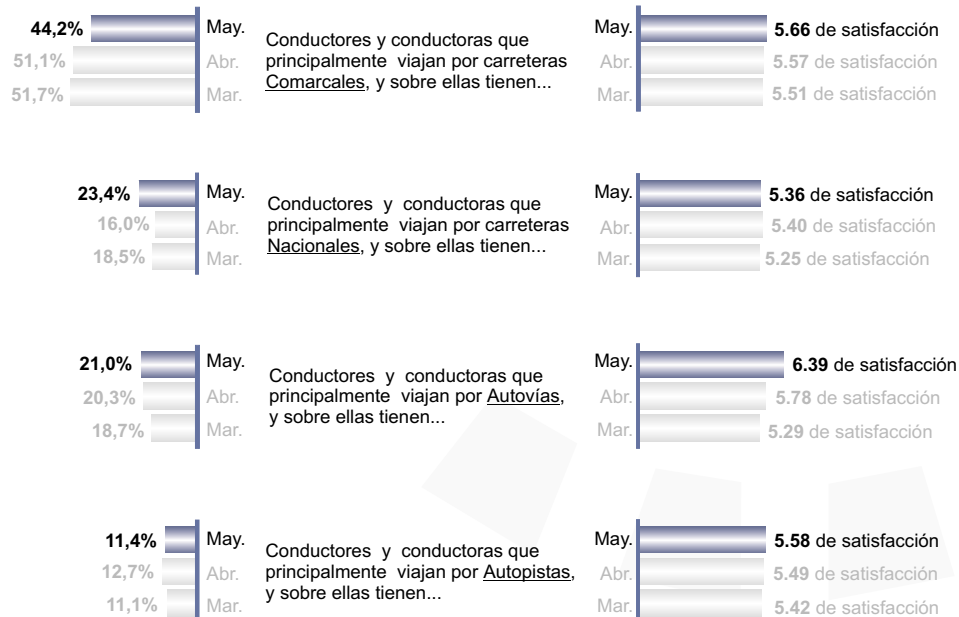 44,2% May.
51,1% Abr.
51,7% Mar.
Conductores y conductoras que
principalmente viajan por carreteras
Comarcales, y sobre ellas tienen...
May. 5.66 de satisfacción
Abr. 5.57 de satisfacción
Mar. 5.51 de satisfacción
23,4% May.
16,0% Abr.
18,5% Mar.
Conductores y conductoras que
principalmente viajan por carreteras
Nacionales, y sobre ellas tienen...
May. 5.36 de satisfacción
Abr. 5.40 de satisfacción
Mar. 5.25 de satisfacción
21,0% May.
20,3% Abr.
18,7% Mar.
Conductores y conductoras que
principalmente viajan por Autovías,
y sobre ellas tienen...
May. 6.39 de satisfacción
Abr. 5.78 de satisfacción
Mar. 5.29 de satisfacción
11,4% May.
12,7% Abr.
11,1% Mar.
Conductores y conductoras que
principalmente viajan por Autopistas,
y sobre ellas tienen...
May. 5.58 de satisfacción
Abr. 5.49 de satisfacción
Mar. 5.42 de satisfacción